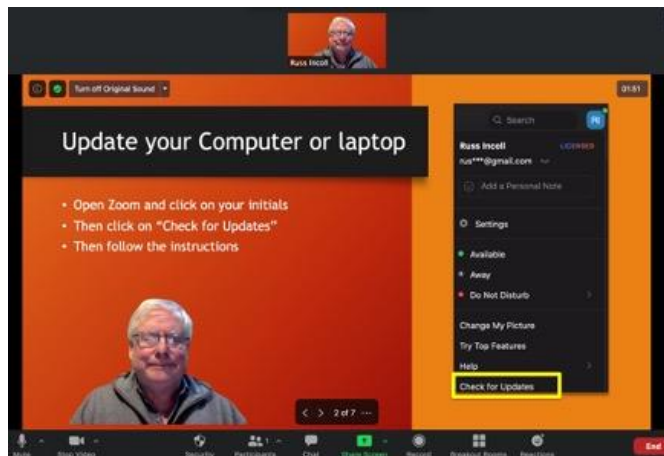 Russ Incoll
Turn off Original Sound
01:51
Update your Computer or laptop
• Open Zoom and click on your initials
• Then click on “Check for Updates”
• Then follow the instructions
Search
RI
Russ Incoll LICENSED
rus***@gmail.com
Add a Personal Note
Settings
Available
Away
Do Not Disturb
Change My Picture
Try Top Features
Help
Check for Updates
2 of 7
Mute Stop Video Security Participants 1 Chat Share Screen Record Breakout Rooms Reactions End